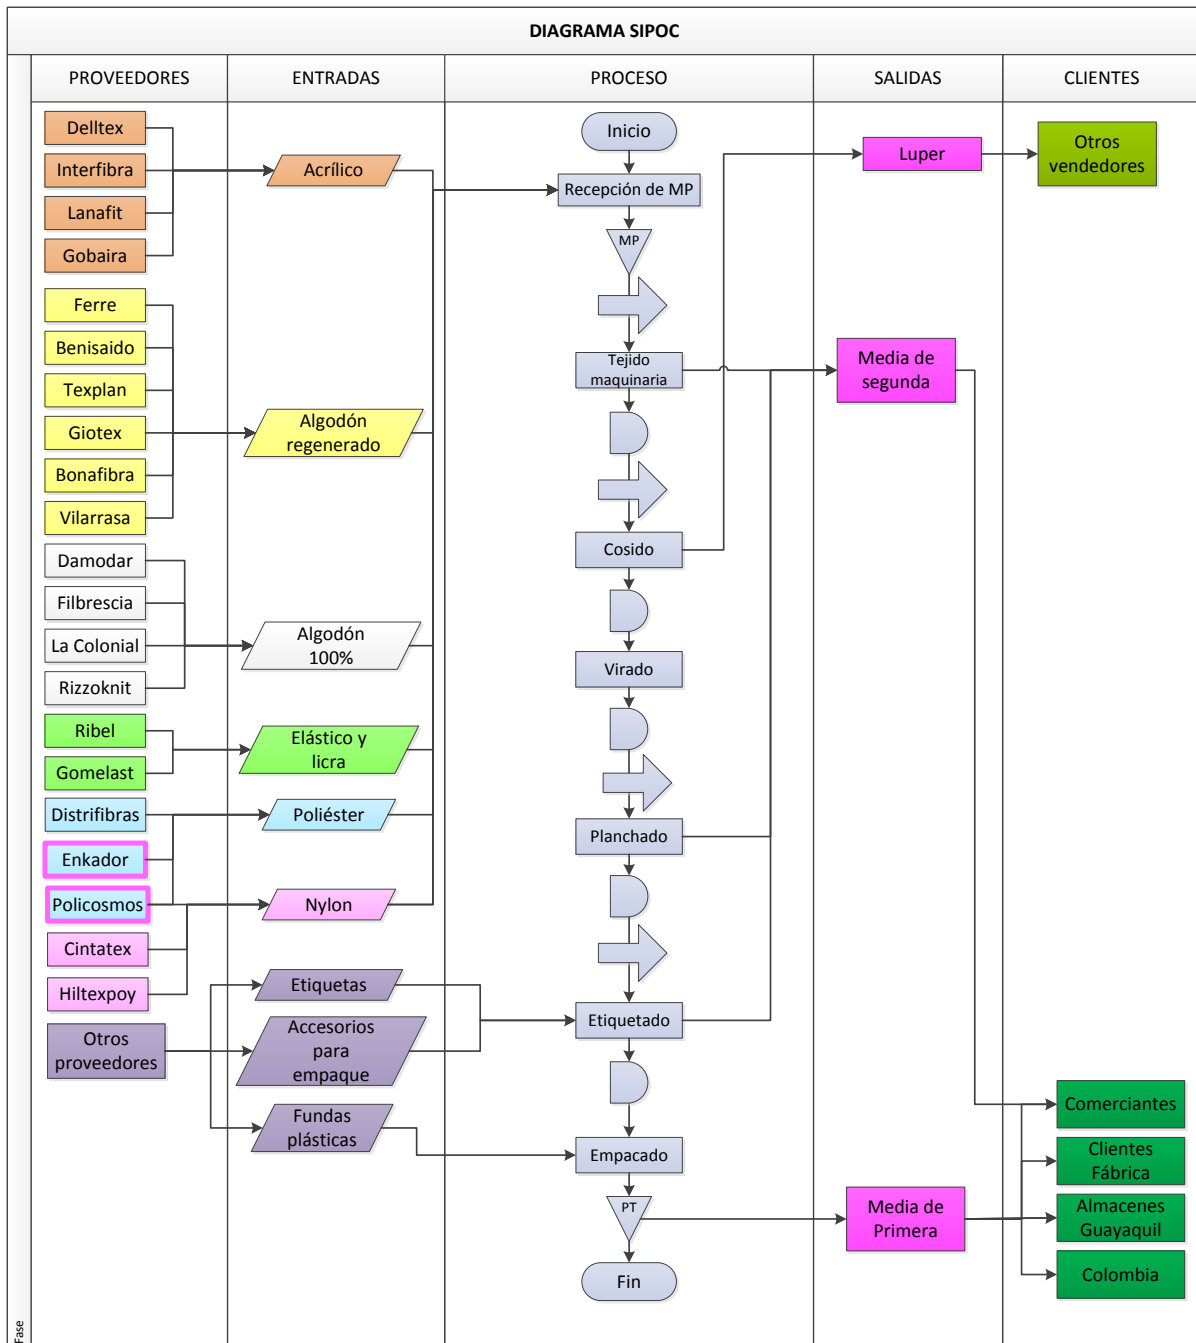 DIAGRAMA SIPOC
Fase
PROVEEDORES
ENTRADAS
PROCESO
SALIDAS
CLIENTES
Delltex
Interfibra
Lanafit
Gobaira
Ferre
Benisaido
Texplan
Giotex
Bonafibra
Vilarrasa
Damodar
Filbrescia
La Colonial
Rizzoknit
Ribel
Gomelast
Distrifibras
Enkador
Policosmos
Cintatex
Hiltexpoy
Otros
proveedores
Acrílico
Algodón
regenerado
Algodón
100%
Elástico y
licra
Poliéster
Nylon
Etiquetas
Accesorios
para
empaque
Fundas
plásticas
Inicio
Recepción de MP
MP
Tejido
maquinaria
Cosido
Virado
Planchado
Etiquetado
Empacado
PT
Fin
Luper
Media de
segunda
Media de
Primera
Otros
vendedores
Comerciantes
Clientes
Fábrica
Almacenes
Guayaquil
Colombia